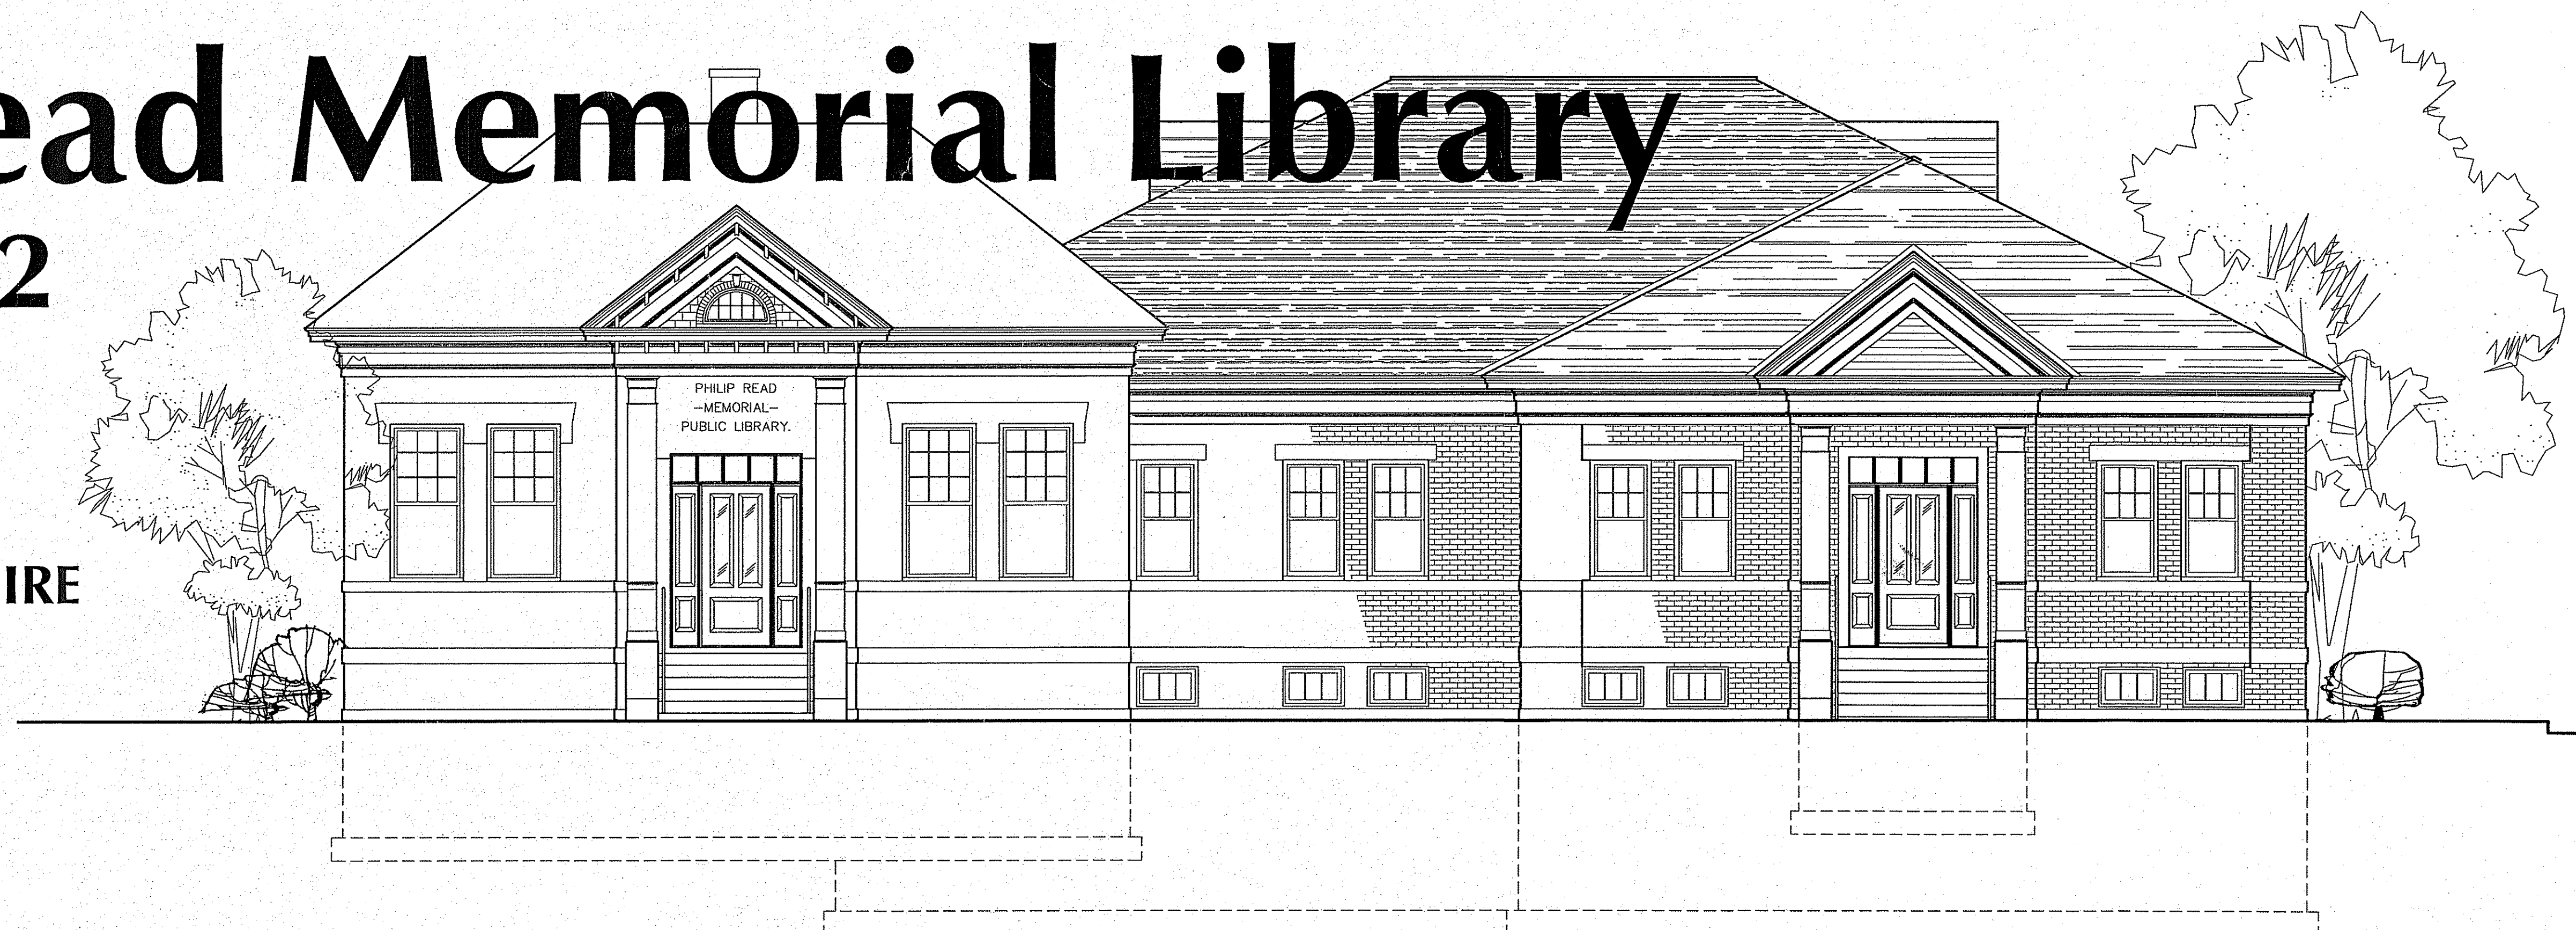 ead Memorial Library
2
IRE
PHILIP READ
–MEMORIAL–
PUBLIC LIBRARY.